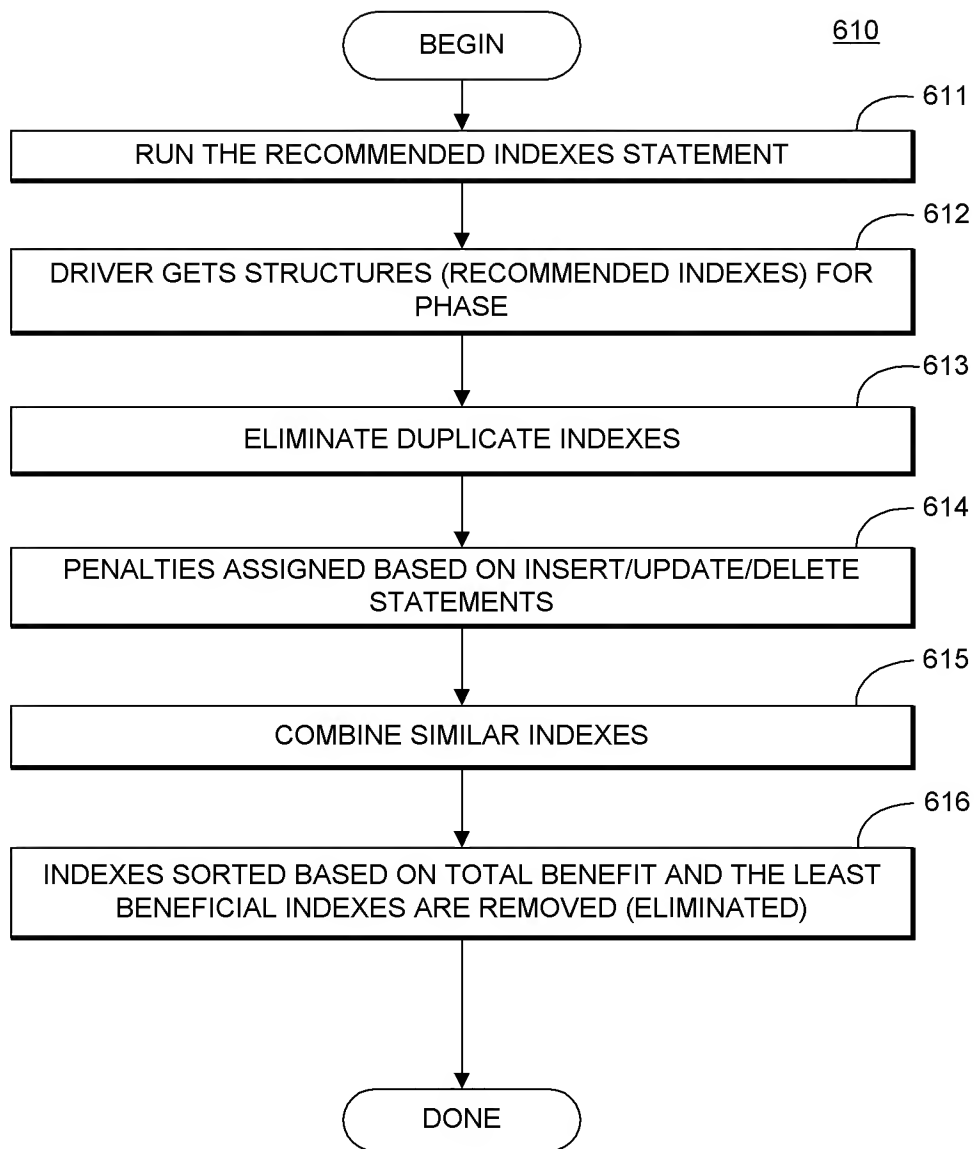 BEGIN
610
611
RUN THE RECOMMENDED INDEXES STATEMENT
612
DRIVER GETS STRUCTURES (RECOMMENDED INDEXES) FOR
PHASE
613
ELIMINATE DUPLICATE INDEXES
614
PENALTIES ASSIGNED BASED ON INSERT/UPDATE/DELETE
STATEMENTS
615
COMBINE SIMILAR INDEXES
616
INDEXES SORTED BASED ON TOTAL BENEFIT AND THE LEAST
BENEFICIAL INDEXES ARE REMOVED (ELIMINATED)
DONE